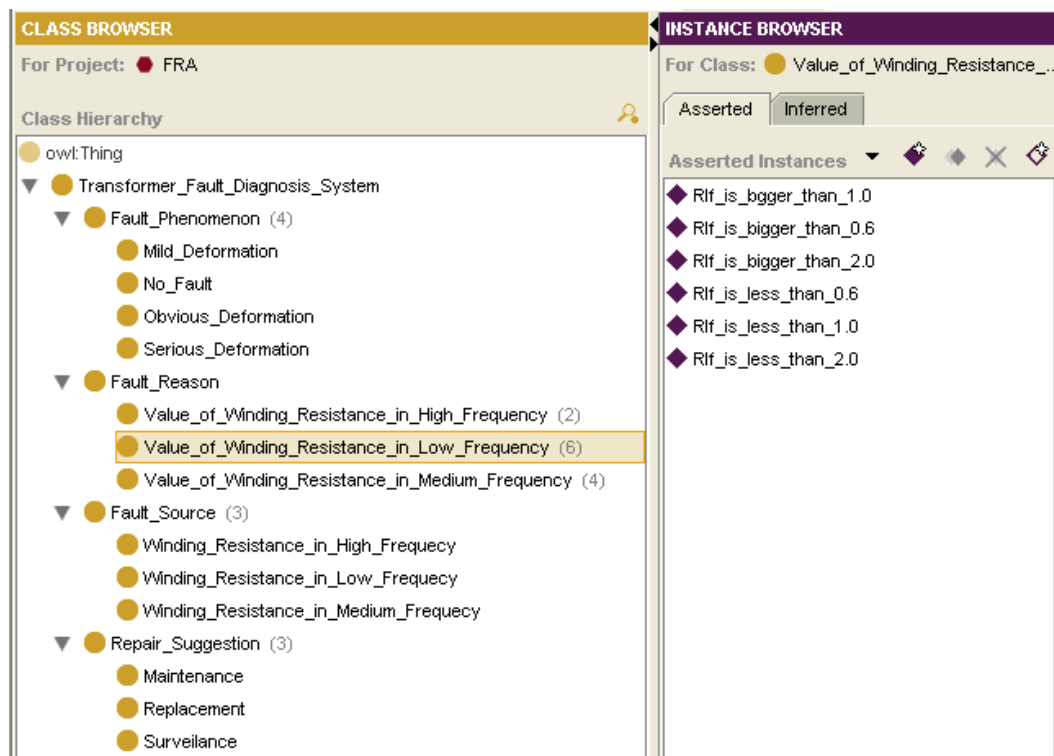 CLASS BROWSER
For Project: FRA
Class Hierarchy
owl:Thing
Transformer_Fault_Diagnosis_System
Fault_Phenomenon (4)
Mild_Deformation
No_Fault
Obvious_Deformation
Serious_Deformation
Fault_Reason
Value_of_Winding_Resistance_in_High_Frequency (2)
Value_of_Winding_Resistance_in_Low_Frequency (6)
Value_of_Winding_Resistance_in_Medium_Frequency (4)
Fault_Source (3)
Winding_Resistance_in_High_Frequecy
Winding_Resistance_in_Low_Frequecy
Winding_Resistance_in_Medium_Frequecy
Repair_Suggestion (3)
Maintenance
Replacement
Surveilance
INSTANCE BROWSER
For Class: Value_of_Winding_Resistance_...
Asserted Inferred
Asserted Instances
Rlf_is_bgger_than_1.0
Rlf_is_bigger_than_0.6
Rlf_is_bigger_than_2.0
Rlf_is_less_than_0.6
Rlf_is_less_than_1.0
Rlf_is_less_than_2.0